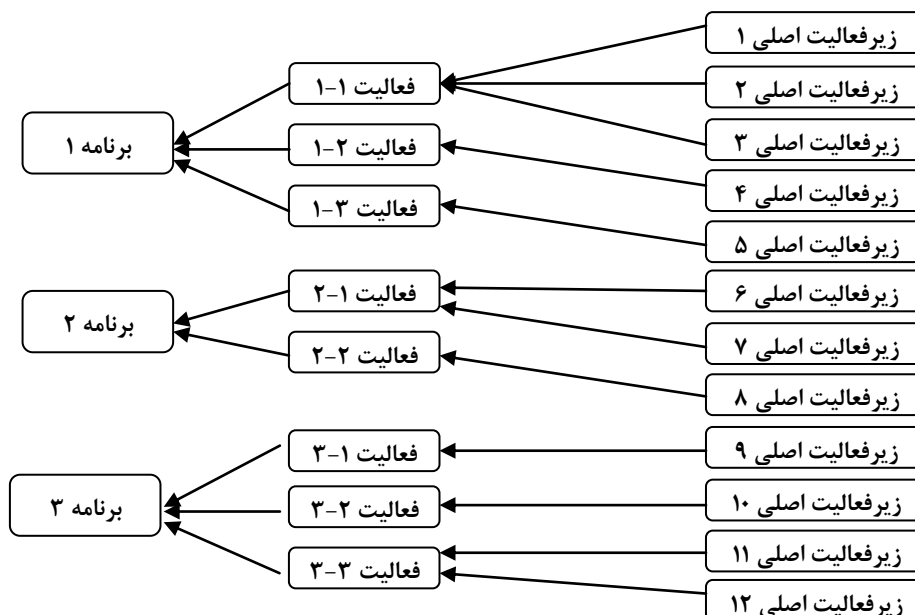 زیرفعالیت اصلی ۱
زیرفعالیت اصلی ۲
زیرفعالیت اصلی ۳
زیرفعالیت اصلی ۴
زیرفعالیت اصلی ۵
زیرفعالیت اصلی ۶
زیرفعالیت اصلی ۷
زیرفعالیت اصلی ۸
زیرفعالیت اصلی ۹
زیرفعالیت اصلی ۱۰
زیرفعالیت اصلی ۱۱
زیرفعالیت اصلی ۱۲
فعالیت ۱-۱
فعالیت ۲-۱
فعالیت ۳-۱
فعالیت ۱-۲
فعالیت ۲-۲
فعالیت ۱-۳
فعالیت ۲-۳
فعالیت ۳-۳
برنامه ۱
برنامه ۲
برنامه ۳